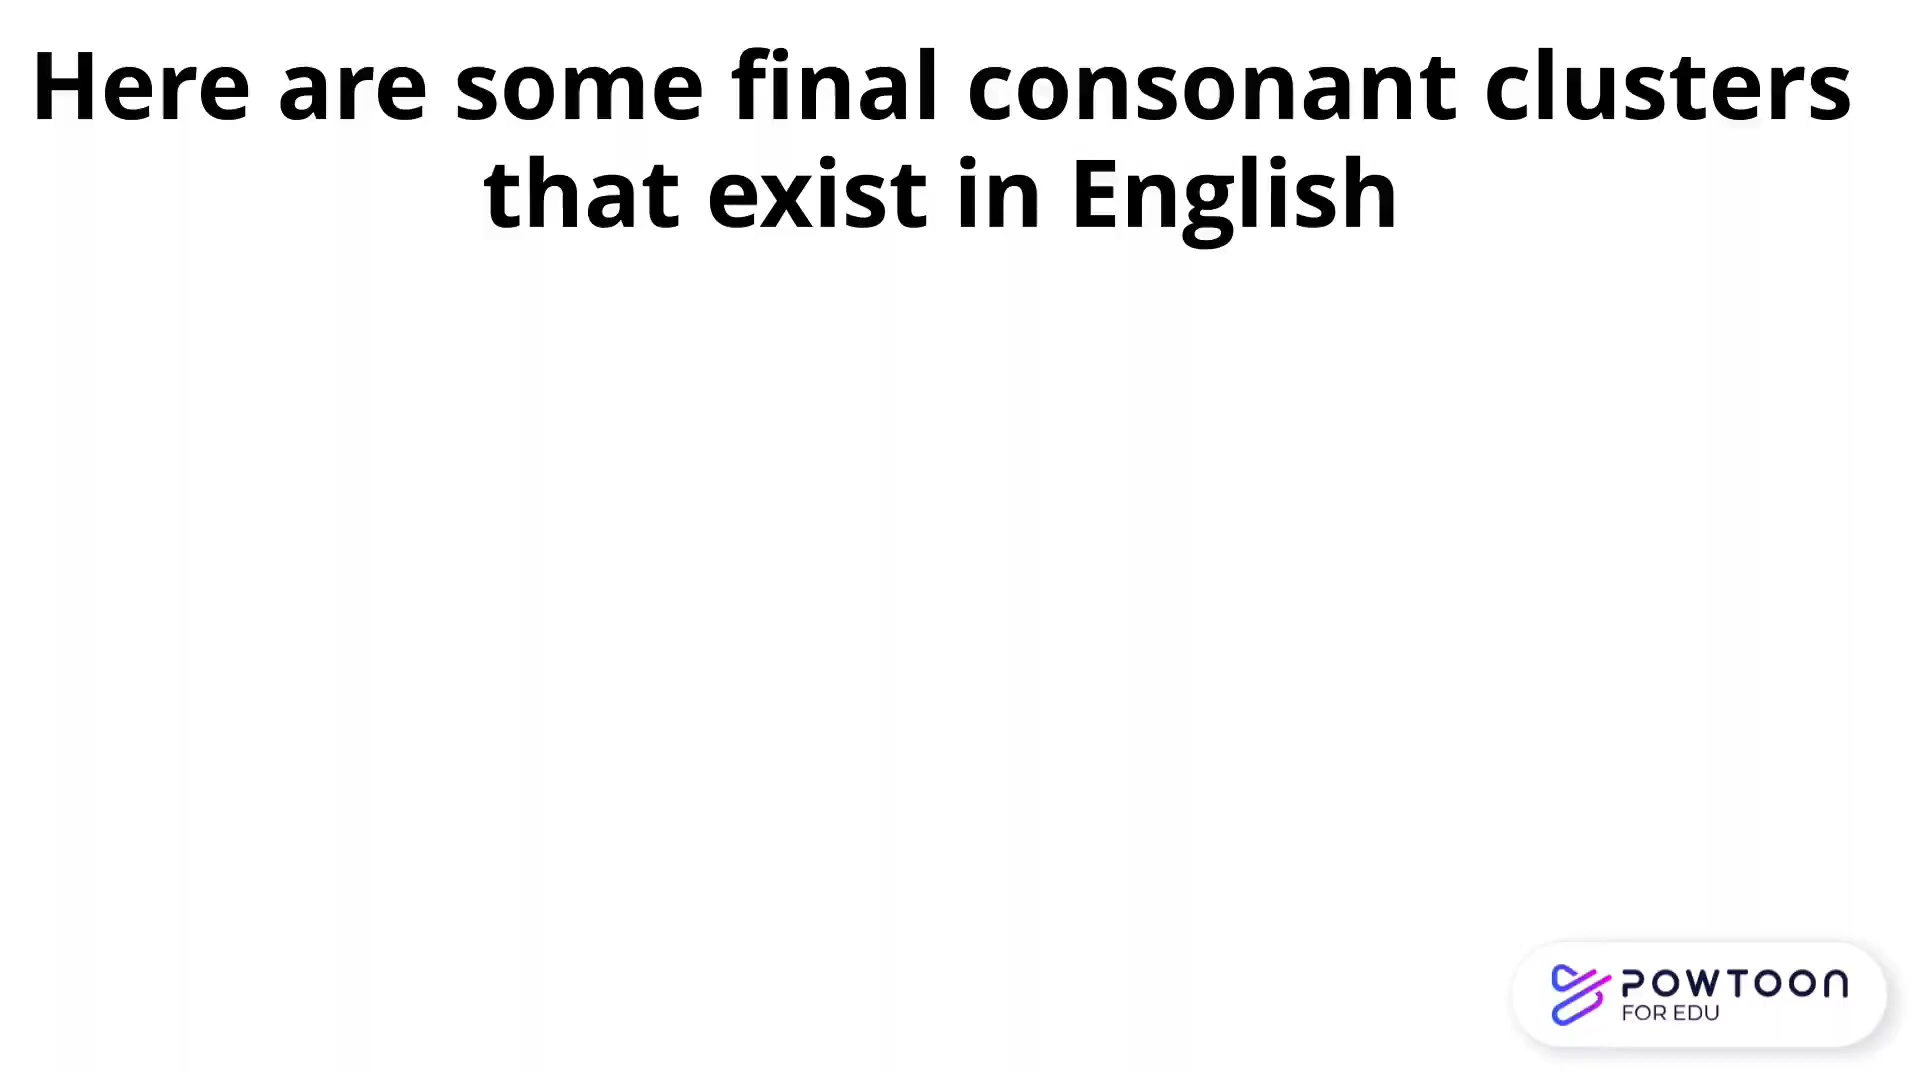 Here are some final consonant clusters
that exist in English
POWTOON
FOR EDU